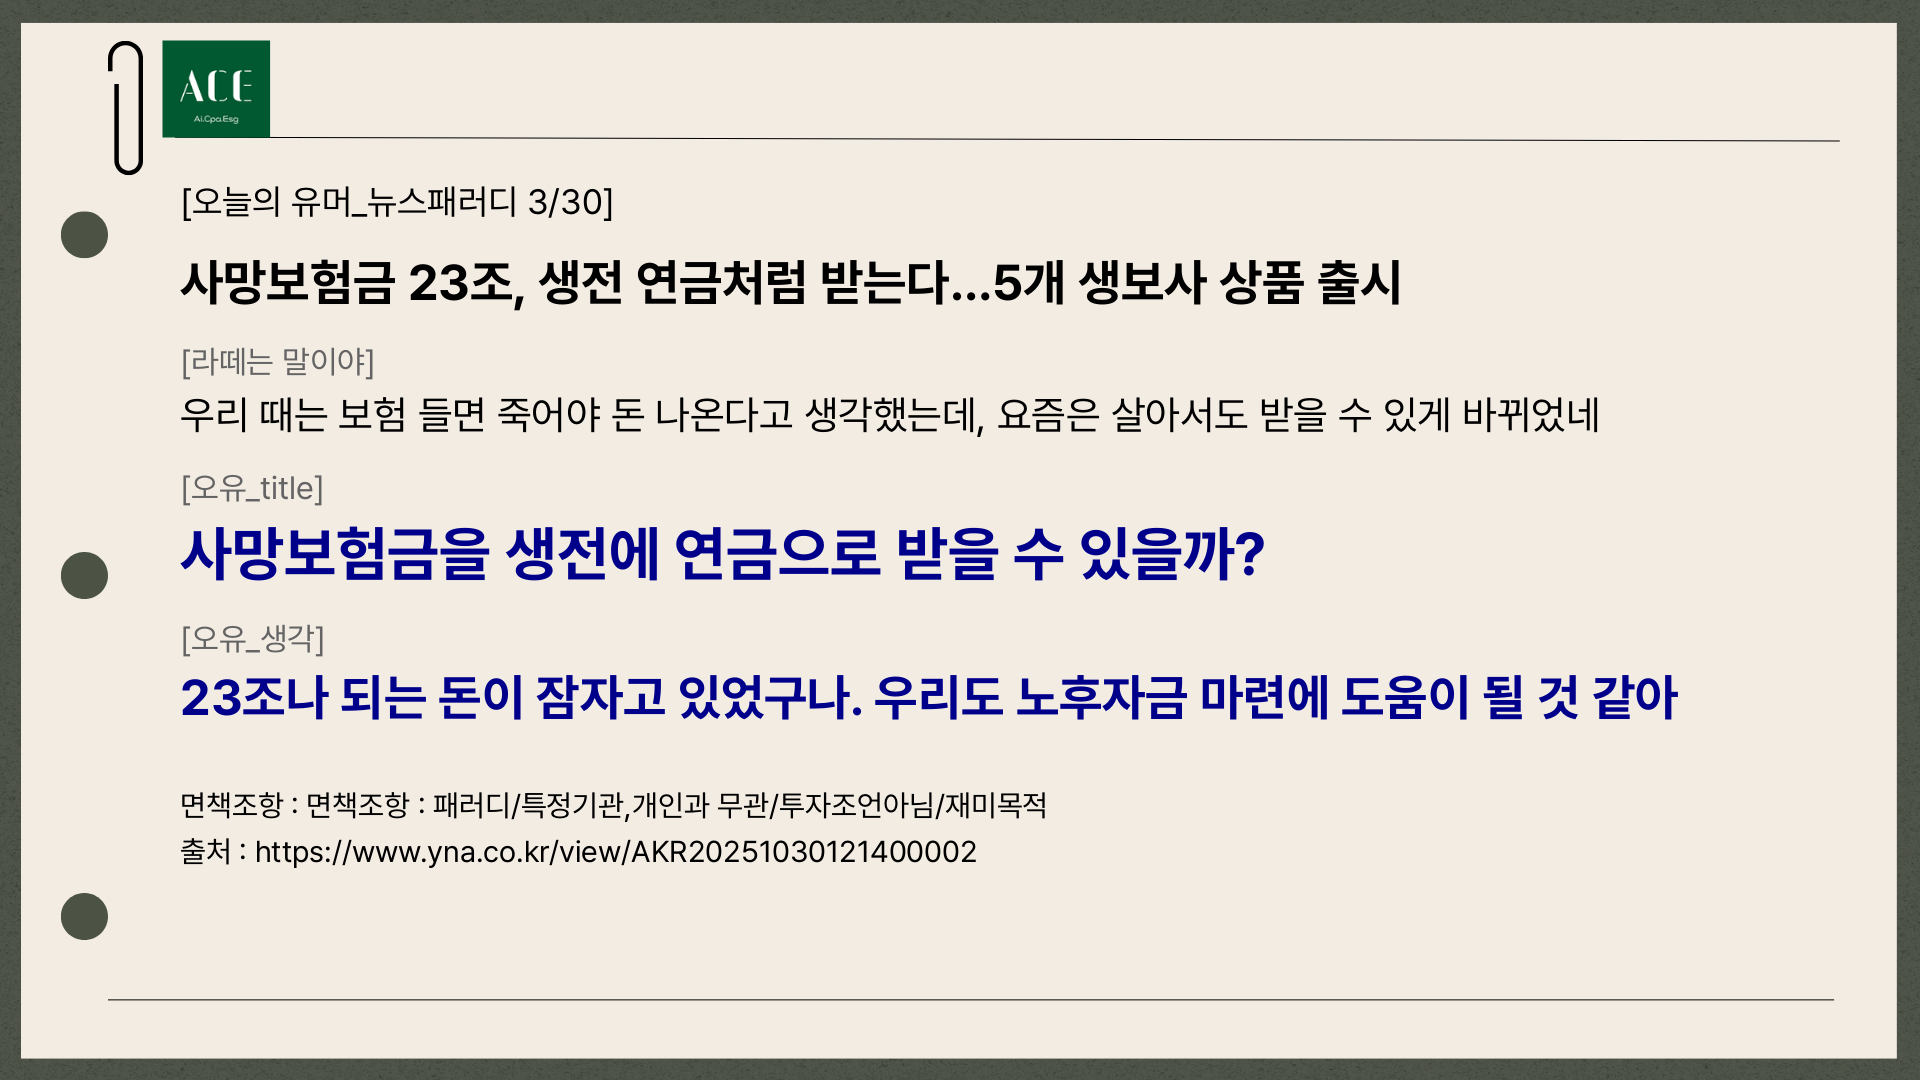 ACE
Ai.Cpa.Esg
[오늘의 유머_뉴스패러디 3/30]
사망보험금 23조, 생전 연금처럼 받는다...5개 생보사 상품 출시
[라떼는 말이야]
우리 때는 보험 들면 죽어야 돈 나온다고 생각했는데, 요즘은 살아서도 받을 수 있게 바뀌었네
[오유_title]
사망보험금을 생전에 연금으로 받을 수 있을까?
[오유_생각]
23조나 되는 돈이 잠자고 있었구나. 우리도 노후자금 마련에 도움이 될 것 같아
면책조항 : 면책조항 : 패러디/특정기관,개인과 무관/투자조언아님/재미목적
출처 : https://www.yna.co.kr/view/AKR20251030121400002